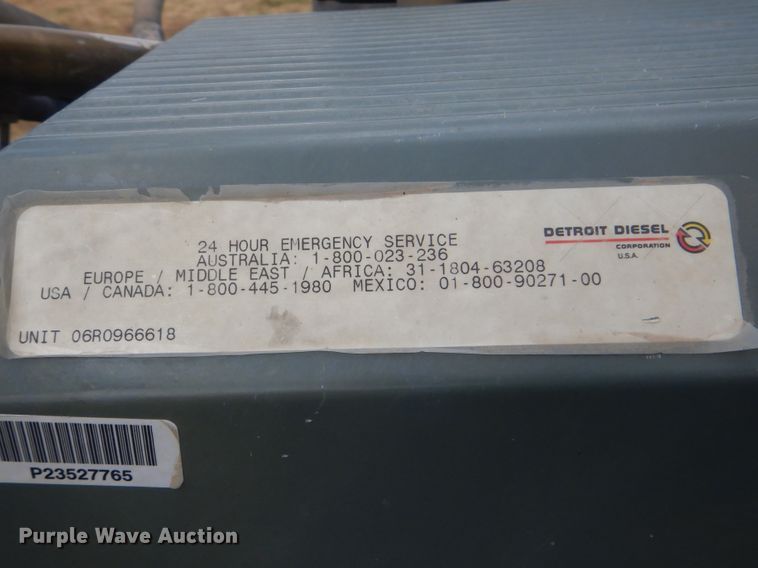 24 HOUR EMERGENCY SERVICE
AUSTRALIA: 1-800-023-236
EUROPE / MIDDLE EAST / AFRICA: 31-1804-63208
USA / CANADA: 1-800-445-1980 MEXICO: 01-800-90271-00
UNIT 06R0966618
DETROIT DIESEL
CORPORATION
U.S.A.
P23527765
Purple Wave Auction